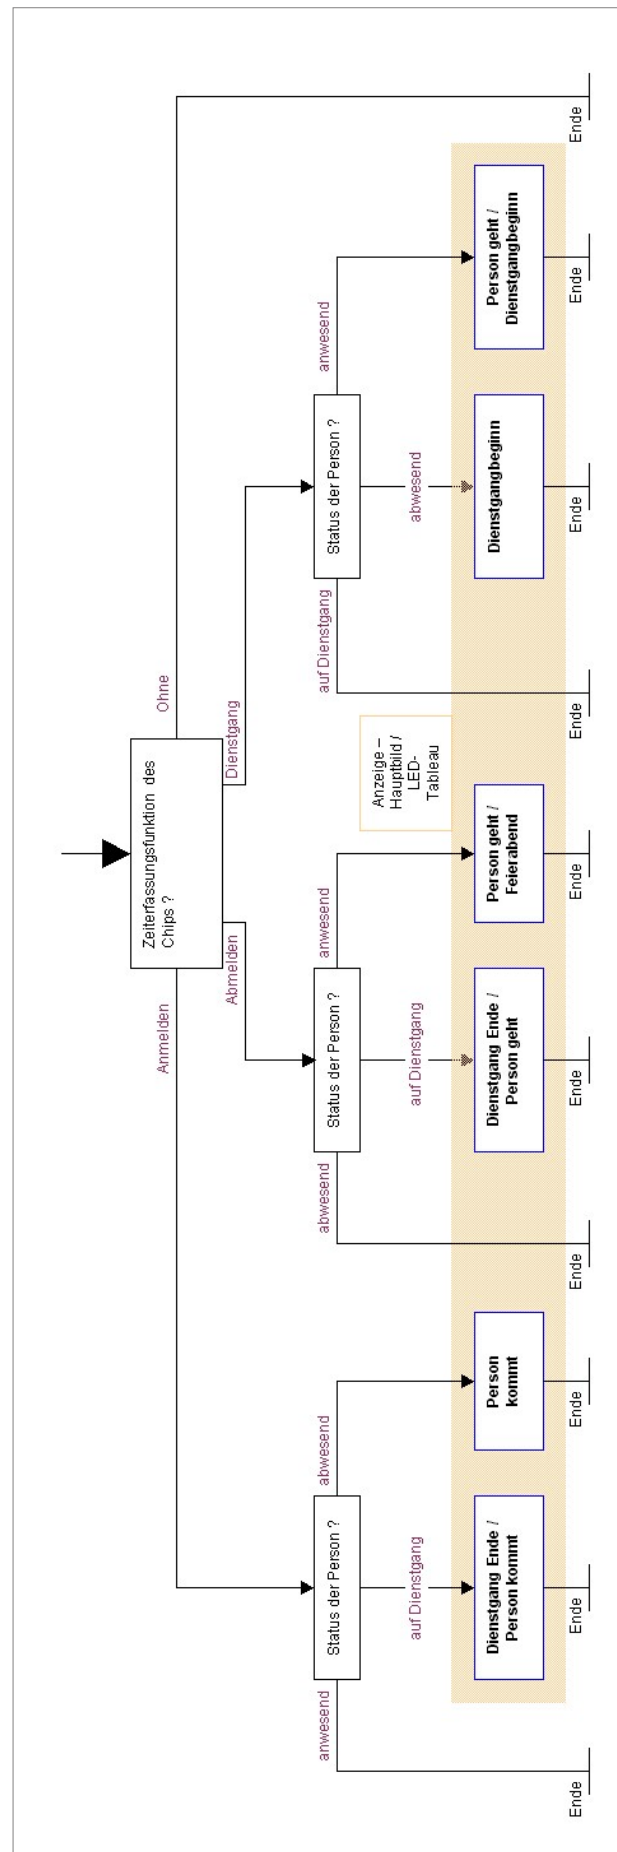 Zeiterfassungsfunktion des
Chips ?
Anmelden
Abmelden
Dienstgang
Ohne
Status der Person ?
Status der Person ?
Status der Person ?
anwesend
auf Dienstgang
abwesend
abwesend
auf Dienstgang
anwesend
auf Dienstgang
abwesend
anwesend
Anzeige –
Hauptbild /
LED-
Tableau
Dienstgang Ende /
Person kommt
Person
kommt
Dienstgang Ende /
Person geht
Person geht /
Feierabend
Dienstgangbeginn
Person geht /
Dienstgangbeginn
Ende
Ende
Ende
Ende
Ende
Ende
Ende
Ende
Ende
Ende